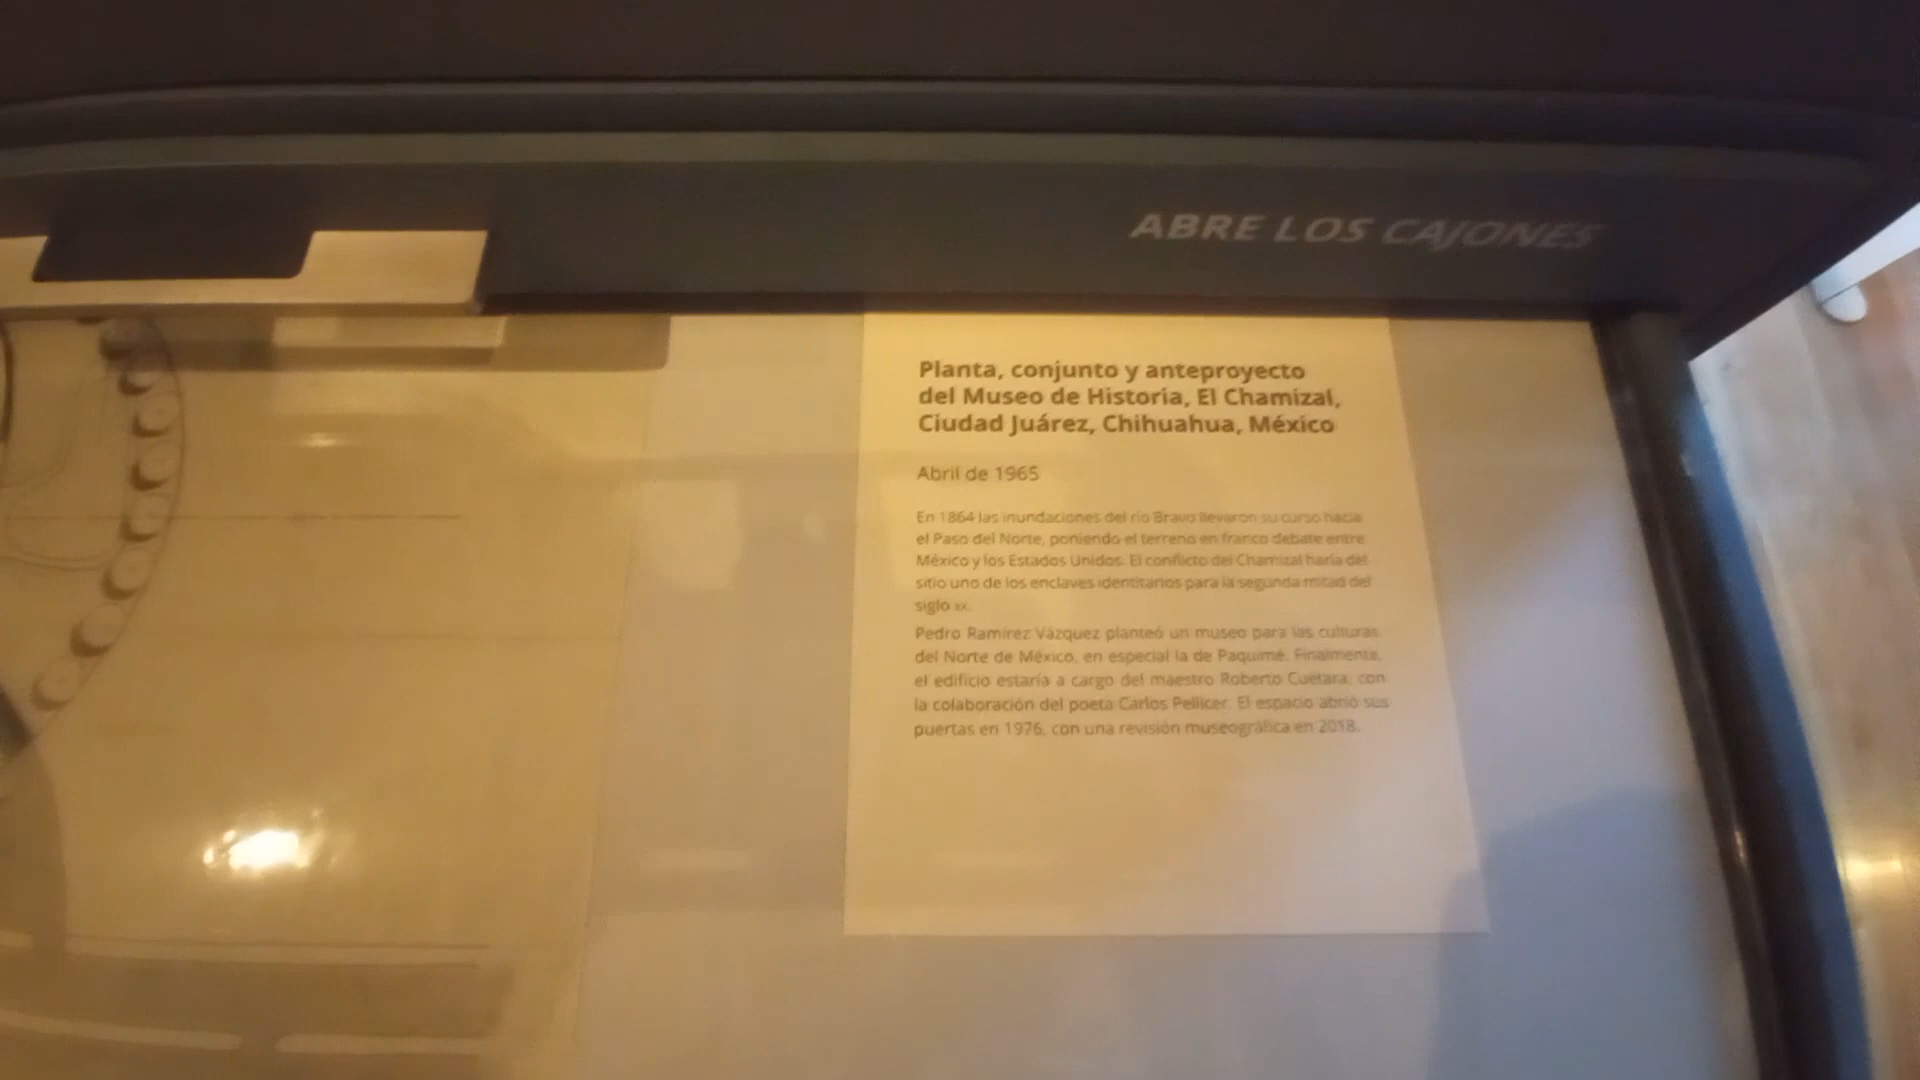 ABRE LOS CAJONES
Planta, conjunto y anteproyecto
del Museo de Historia, El Chamizal,
Ciudad Juárez, Chihuahua, México
Abril de 1965
En 1864 las inundaciones del río Bravo llevaron su curso hacia
el Paso del Norte, poniendo el terreno en franco debate entre
México y los Estados Unidos. El conflicto del Chamizal haría del
sitio uno de los enclaves identitarios para la segunda mitad del
siglo xx.
Pedro Ramírez Vázquez planteó un museo para las culturas
del Norte de México, en especial la de Paquimé. Finalmente,
el edificio estaría a cargo del maestro Roberto Cuétara, con
la colaboración del poeta Carlos Pellicer. El espacio abrió sus
puertas en 1976, con una revisión museográfica en 2018.